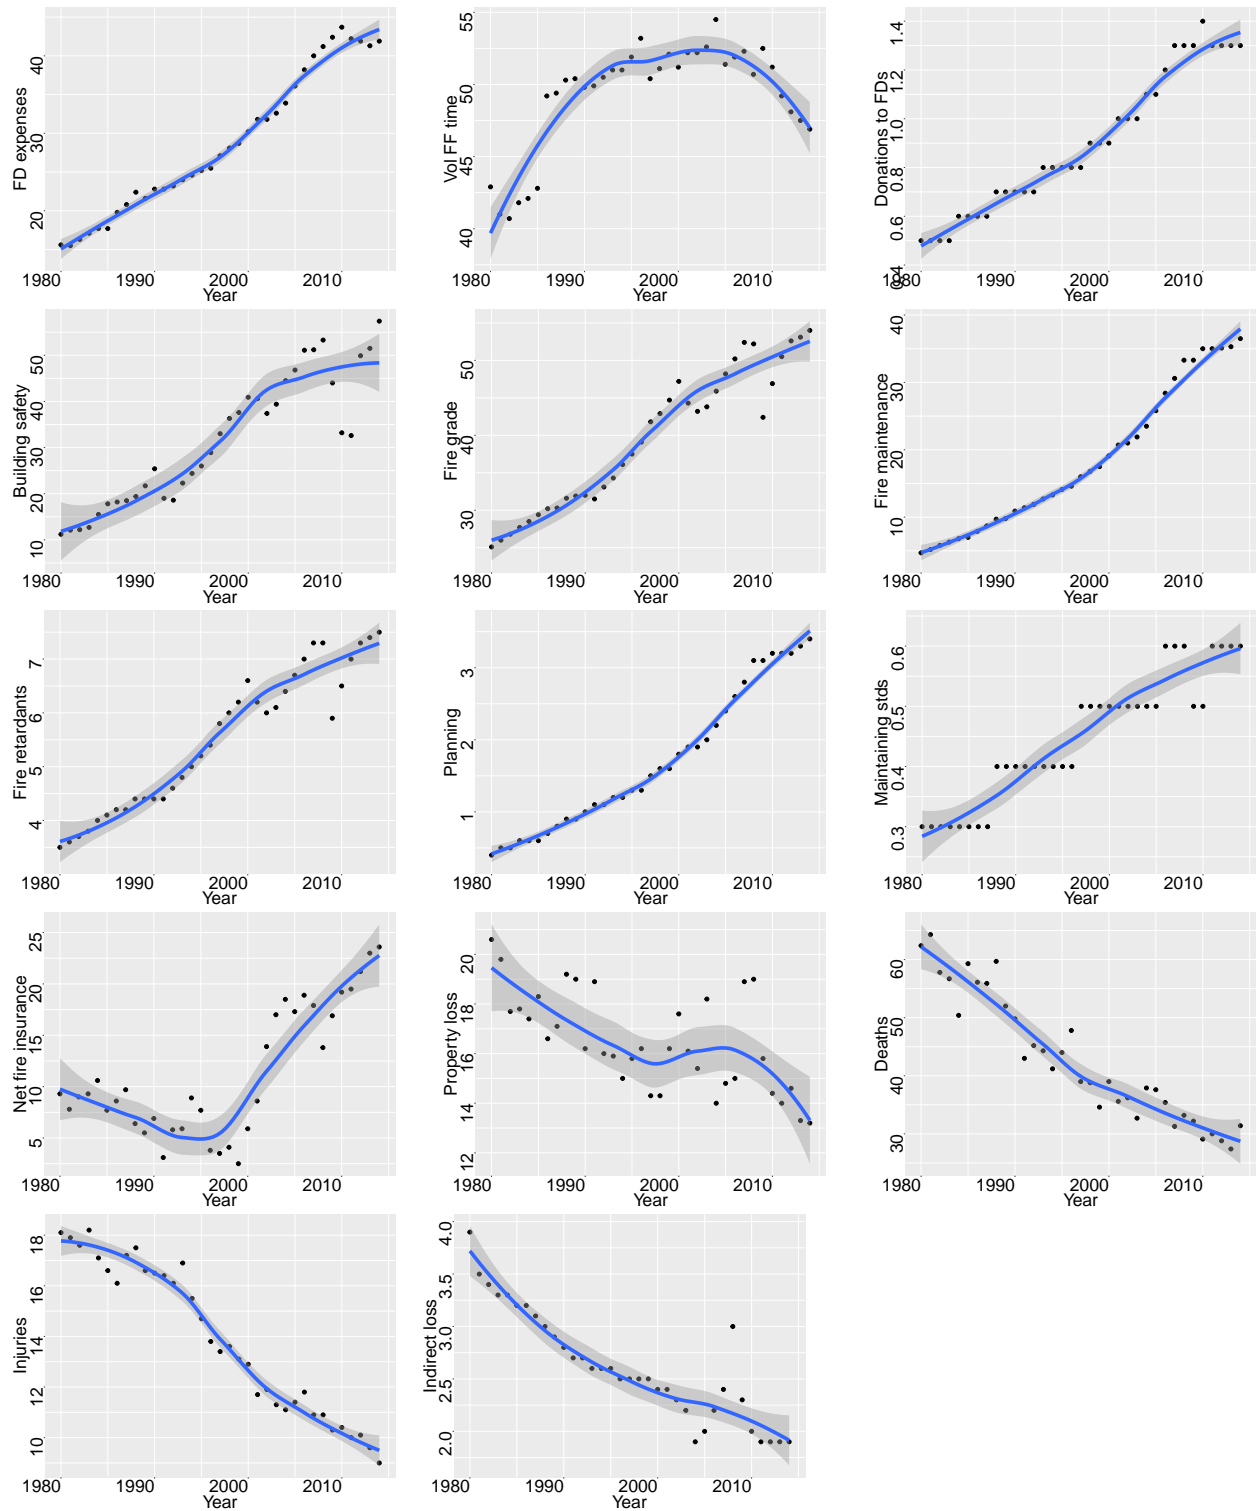 FD expenses
40
30
20
1980 1990 2000 2010
Year
Vol FF time
55
50
45
40
1980 1990 2000 2010
Year
Donations to FDs
1.4
1.2
1.0
0.8
0.6
0.4
1980 1990 2000 2010
Year
Building safety
50
40
30
20
10
1980 1990 2000 2010
Year
Fire grade
50
40
30
1980 1990 2000 2010
Year
Fire maintenance
40
30
20
10
1980 1990 2000 2010
Year
Fire retardants
7
6
5
4
1980 1990 2000 2010
Year
Planning
3
2
1
1980 1990 2000 2010
Year
Maintaining stds
0.6
0.5
0.4
0.3
1980 1990 2000 2010
Year
Net fire insurance
25
20
15
10
5
1980 1990 2000 2010
Year
Property loss
20
18
16
14
12
1980 1990 2000 2010
Year
Deaths
60
50
40
30
1980 1990 2000 2010
Year
Injuries
18
16
14
12
10
1980 1990 2000 2010
Year
Indirect loss
4.0
3.5
3.0
2.5
2.0
1980 1990 2000 2010
Year